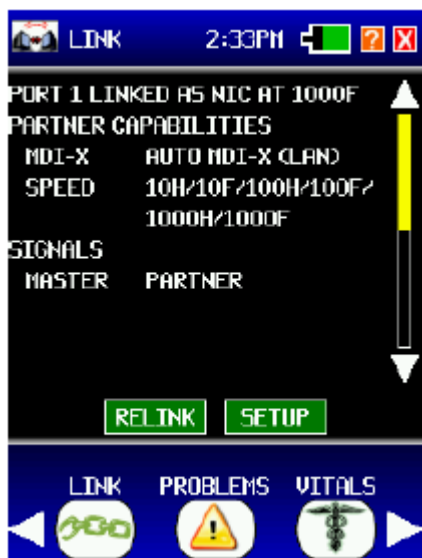 LINK 2:33PM ? X
PORT 1 LINKED AS NIC AT 1000F
PARTNER CAPABILITIES
MDI-X AUTO MDI-X (LAN)
SPEED 10H/10F/100H/100F/
1000H/1000F
SIGNALS
MASTER PARTNER
RELINK SETUP
LINK PROBLEMS VITALS